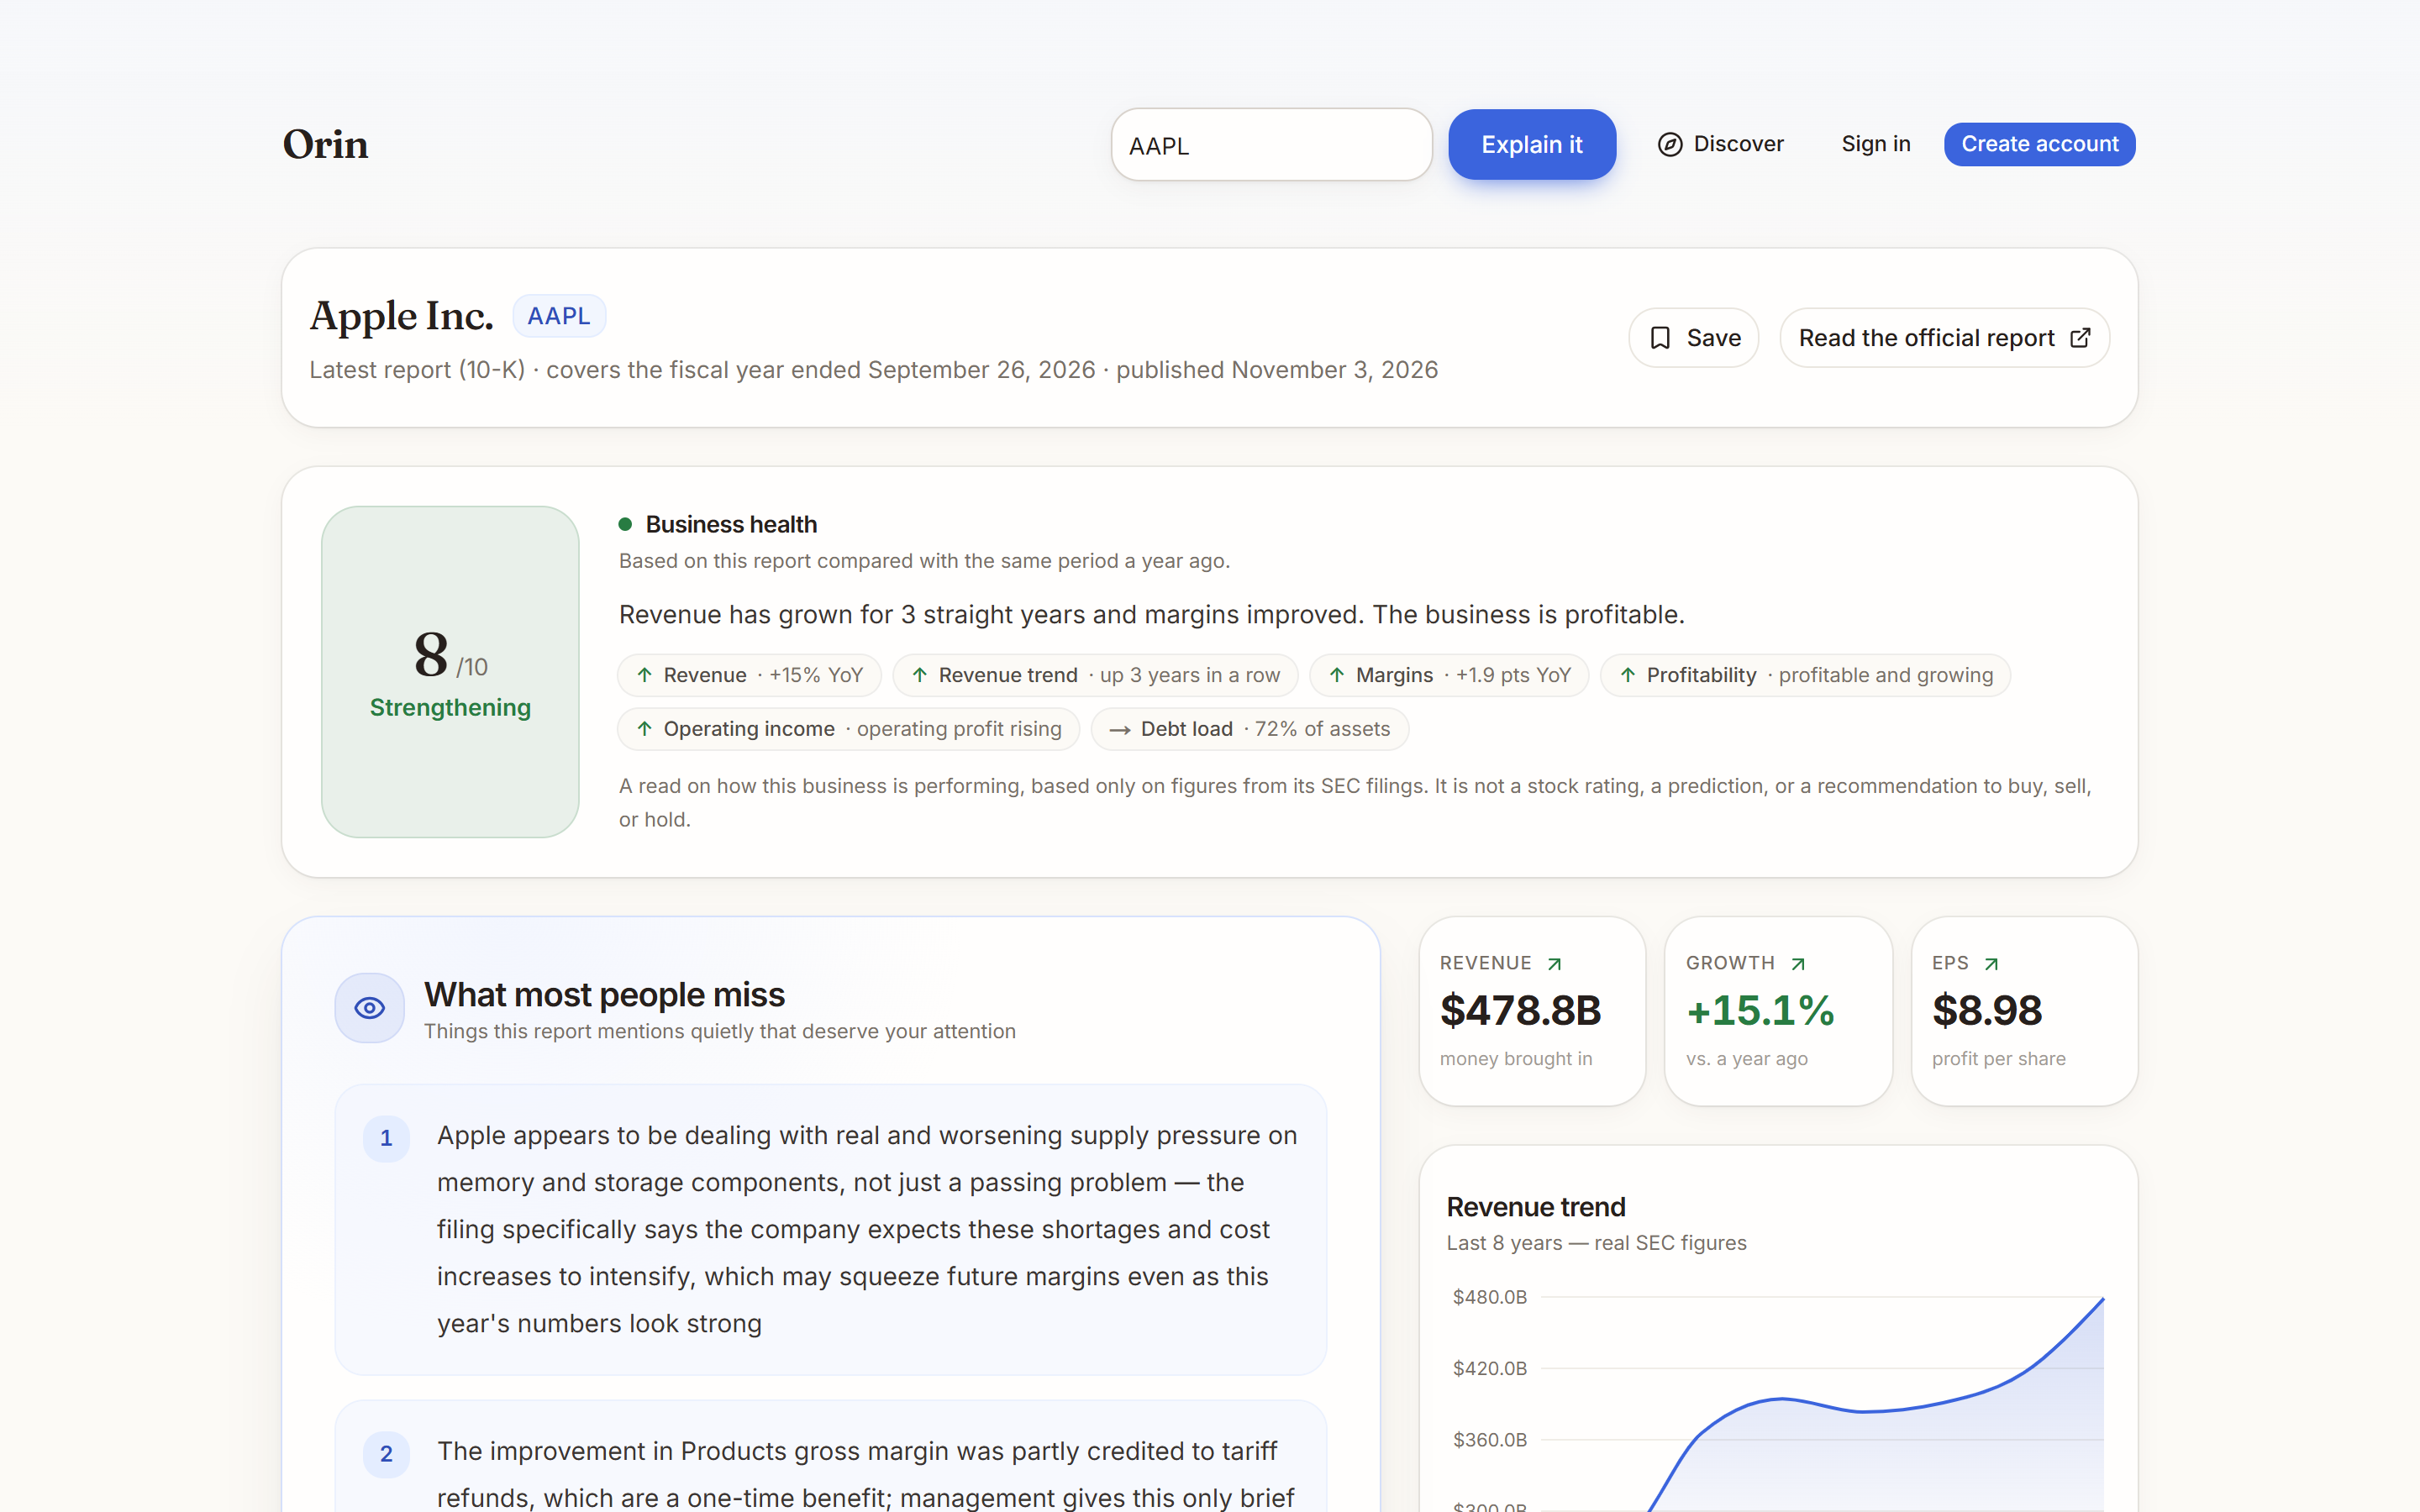 Orin
AAPL
Explain it
Discover
Sign in
Create account
Apple Inc.
AAPL
Latest report (10-K) · covers the fiscal year ended September 26, 2026 · published November 3, 2026
Save
Read the official report
8 /10
Strengthening
Business health
Based on this report compared with the same period a year ago.
Revenue has grown for 3 straight years and margins improved. The business is profitable.
↑ Revenue · +15% YoY
↑ Revenue trend · up 3 years in a row
↑ Margins · +1.9 pts YoY
↑ Profitability · profitable and growing
↑ Operating income · operating profit rising
→ Debt load · 72% of assets
A read on how this business is performing, based only on figures from its SEC filings. It is not a stock rating, a prediction, or a recommendation to buy, sell,
or hold.
What most people miss
Things this report mentions quietly that deserve your attention
1
Apple appears to be dealing with real and worsening supply pressure on
memory and storage components, not just a passing problem — the
filing specifically says the company expects these shortages and cost
increases to intensify, which may squeeze future margins even as this
year's numbers look strong
2
The improvement in Products gross margin was partly credited to tariff
refunds, which are a one-time benefit; management gives this only brief
REVENUE
$478.8B
money brought in
GROWTH
+15.1%
vs. a year ago
EPS
$8.98
profit per share
Revenue trend
Last 8 years — real SEC figures
$480.0B
$420.0B
$360.0B
$300.0B